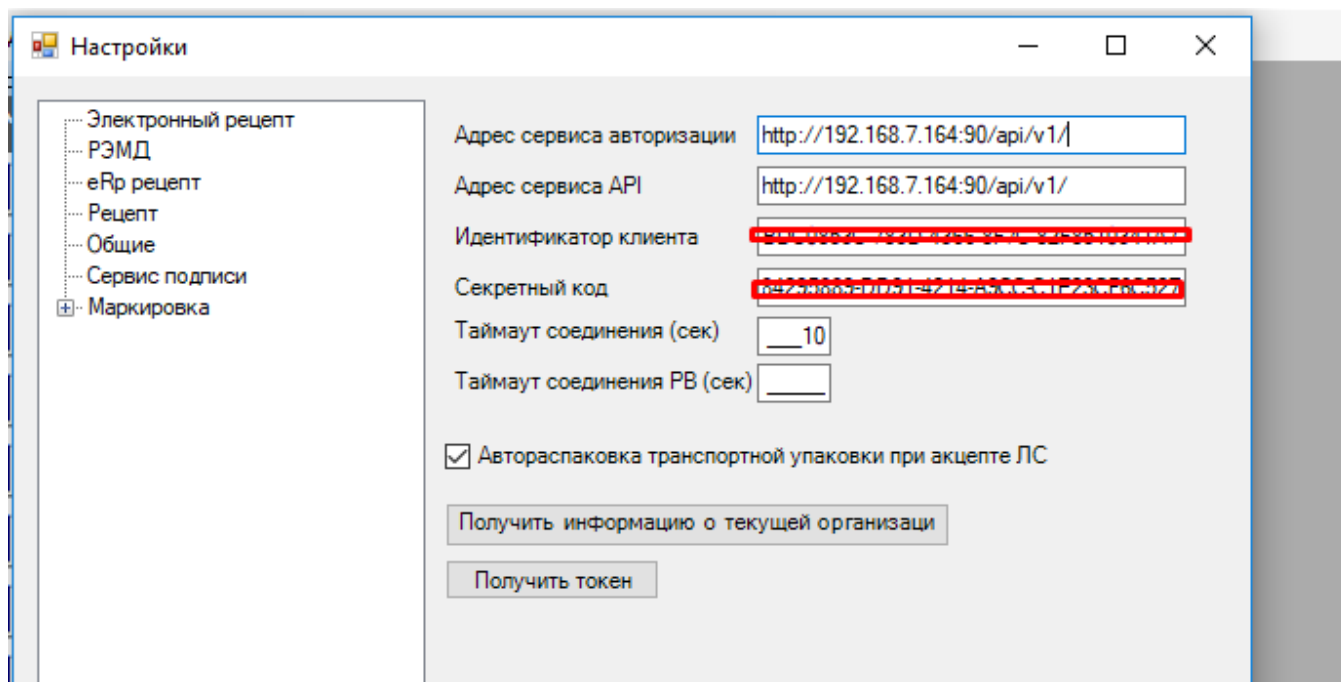 Настройки
Электронный рецепт
РЭМД
eRp рецепт
Рецепт
Общие
Сервис подписи
Маркировка
Адрес сервиса авторизации http://192.168.7.164:90/api/v1/
Адрес сервиса API http://192.168.7.164:90/api/v1/
Идентификатор клиента
Секретный код
Таймаут соединения (сек) ___10
Таймаут соединения РВ (сек) _____
Автораспаковка транспортной упаковки при акцепте ЛС
Получить информацию о текущей организаци
Получить токен